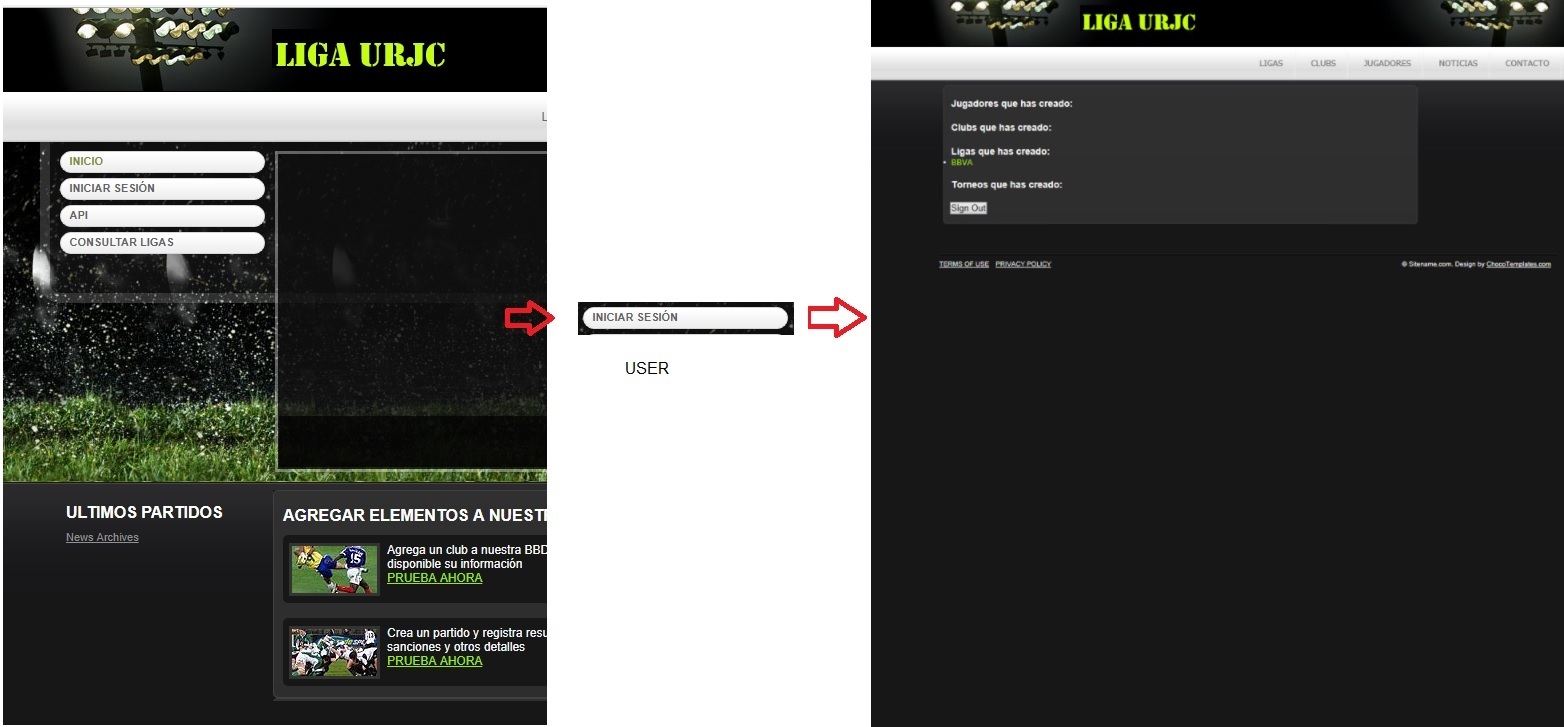 LIGA URJC
L
INICIO
INICIAR SESIÓN
API
CONSULTAR LIGAS
ULTIMOS PARTIDOS
News Archives
AGREGAR ELEMENTOS A NUEST
Agrega un club a nuestra BBD
disponible su información
PRUEBA AHORA
Crea un partido y registra resu
sanciones y otros detalles
PRUEBA AHORA
INICIAR SESIÓN
USER
LIGA URJC
LIGAS CLUBS JUGADORES NOTICIAS CONTACTO
Jugadores que has creado:
Clubs que has creado:
Ligas que has creado:
• BBVA
Torneos que has creado:
Sign Out
TERMS OF USE PRIVACY POLICY © Sitename.com. Design by ChocoTemplates.com